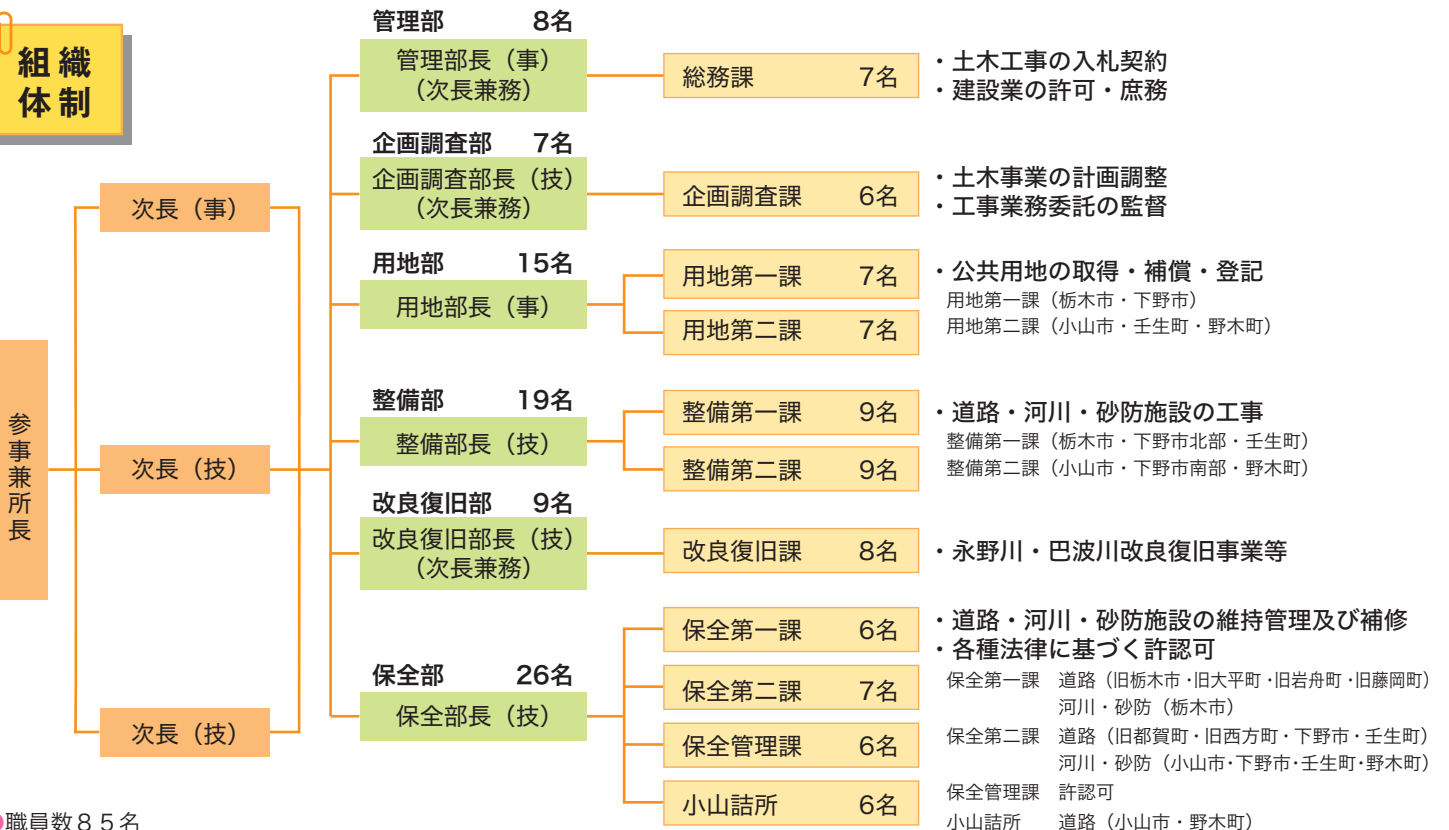 組織
体制
参事兼所長
次長（事）
次長（技）
次長（技）
管理部 8名
管理部長（事）
（次長兼務）
総務課 7名
・土木工事の入札契約
・建設業の許可・庶務
企画調査部 7名
企画調査部長（技）
（次長兼務）
企画調査課 6名
・土木事業の計画調整
・工事業務委託の監督
用地部 15名
用地部長（事）
用地第一課 7名
用地第二課 7名
・公共用地の取得・補償・登記
用地第一課（栃木市・下野市）
用地第二課（小山市・壬生町・野木町）
整備部 19名
整備部長（技）
整備第一課 9名
整備第二課 9名
・道路・河川・砂防施設の工事
整備第一課（栃木市・下野市北部・壬生町）
整備第二課（小山市・下野市南部・野木町）
改良復旧部 9名
改良復旧部長（技）
（次長兼務）
改良復旧課 8名
・永野川・巴波川改良復旧事業等
保全部 26名
保全部長（技）
保全第一課 6名
保全第二課 7名
保全管理課 6名
小山詰所 6名
・道路・河川・砂防施設の維持管理及び補修
・各種法律に基づく許認可
保全第一課 道路（旧栃木市・旧大平町・旧岩舟町・旧藤岡町）
河川・砂防（栃木市）
保全第二課 道路（旧都賀町・旧西方町・下野市・壬生町）
河川・砂防（小山市・下野市・壬生町・野木町）
保全管理課 許認可
小山詰所 道路（小山市・野木町）
職員数８５名